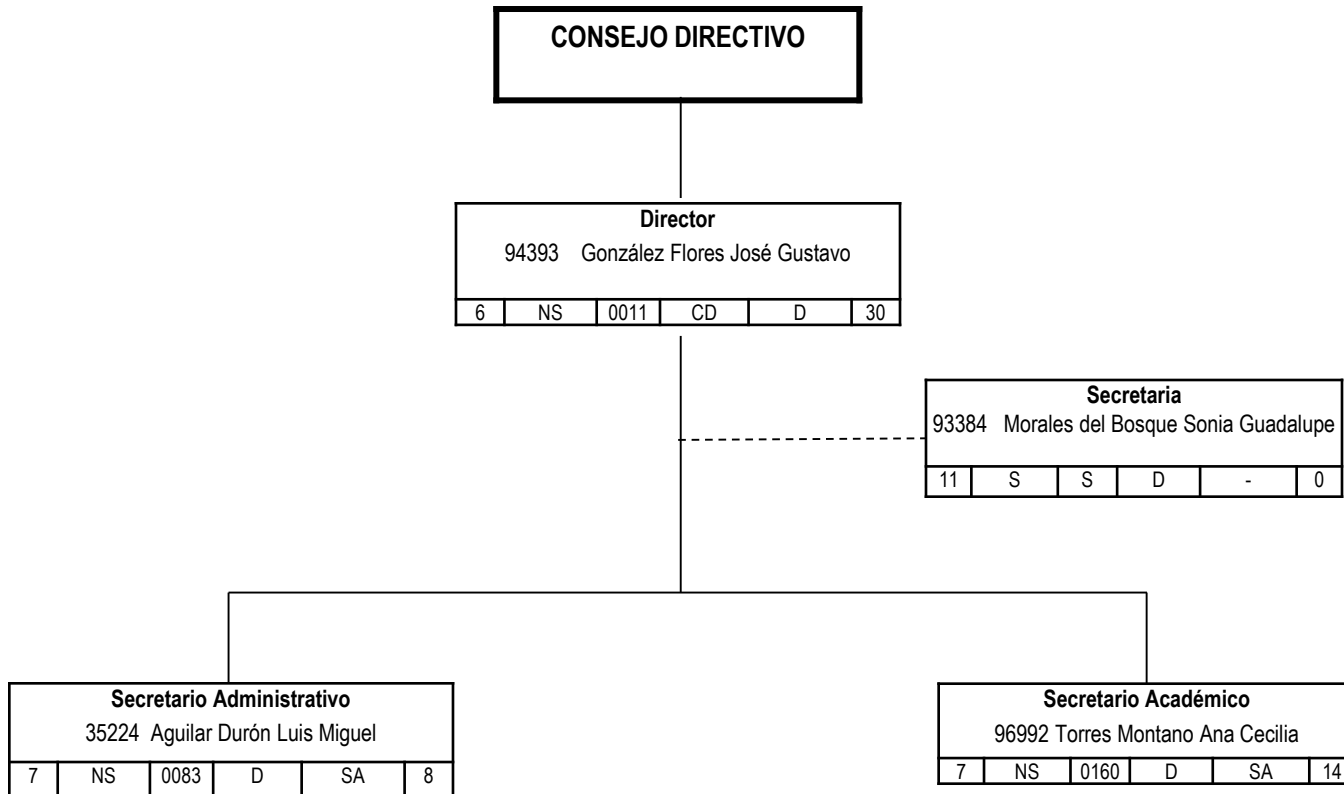 CONSEJO DIRECTIVO
Director
94393 González Flores José Gustavo
6 NS 0011 CD D 30
Secretaria
93384 Morales del Bosque Sonia Guadalupe
11 S S D - 0
Secretario Administrativo
35224 Aguilar Durón Luis Miguel
7 NS 0083 D SA 8
Secretario Académico
96992 Torres Montano Ana Cecilia
7 NS 0160 D SA 14